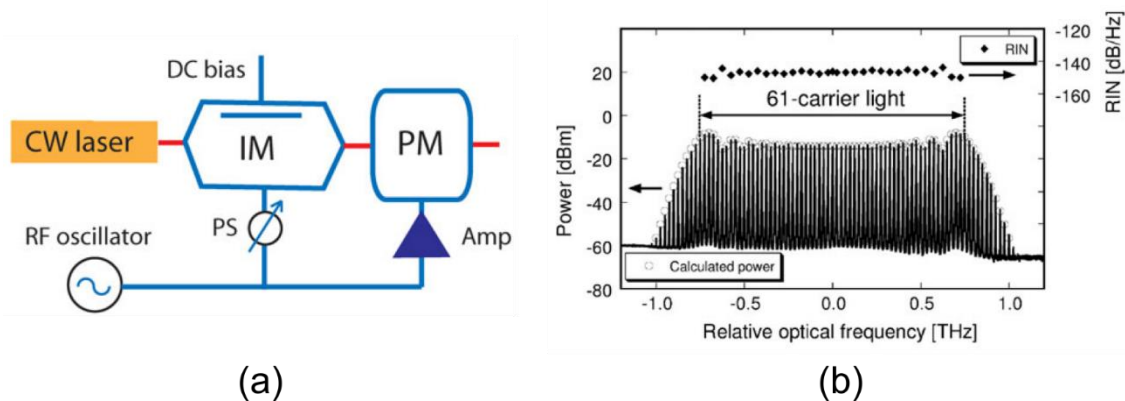 DC bias
CW laser
IM
PM
PS
RF oscillator
Amp
(a)
RIN
61-carrier light
Calculated power
Power [dBm]
20
0
-20
-40
-60
-80
-120
-140
-160
RIN [dB/Hz]
-1.0 -0.5 0.0 0.5 1.0
Relative optical frequency [THz]
(b)